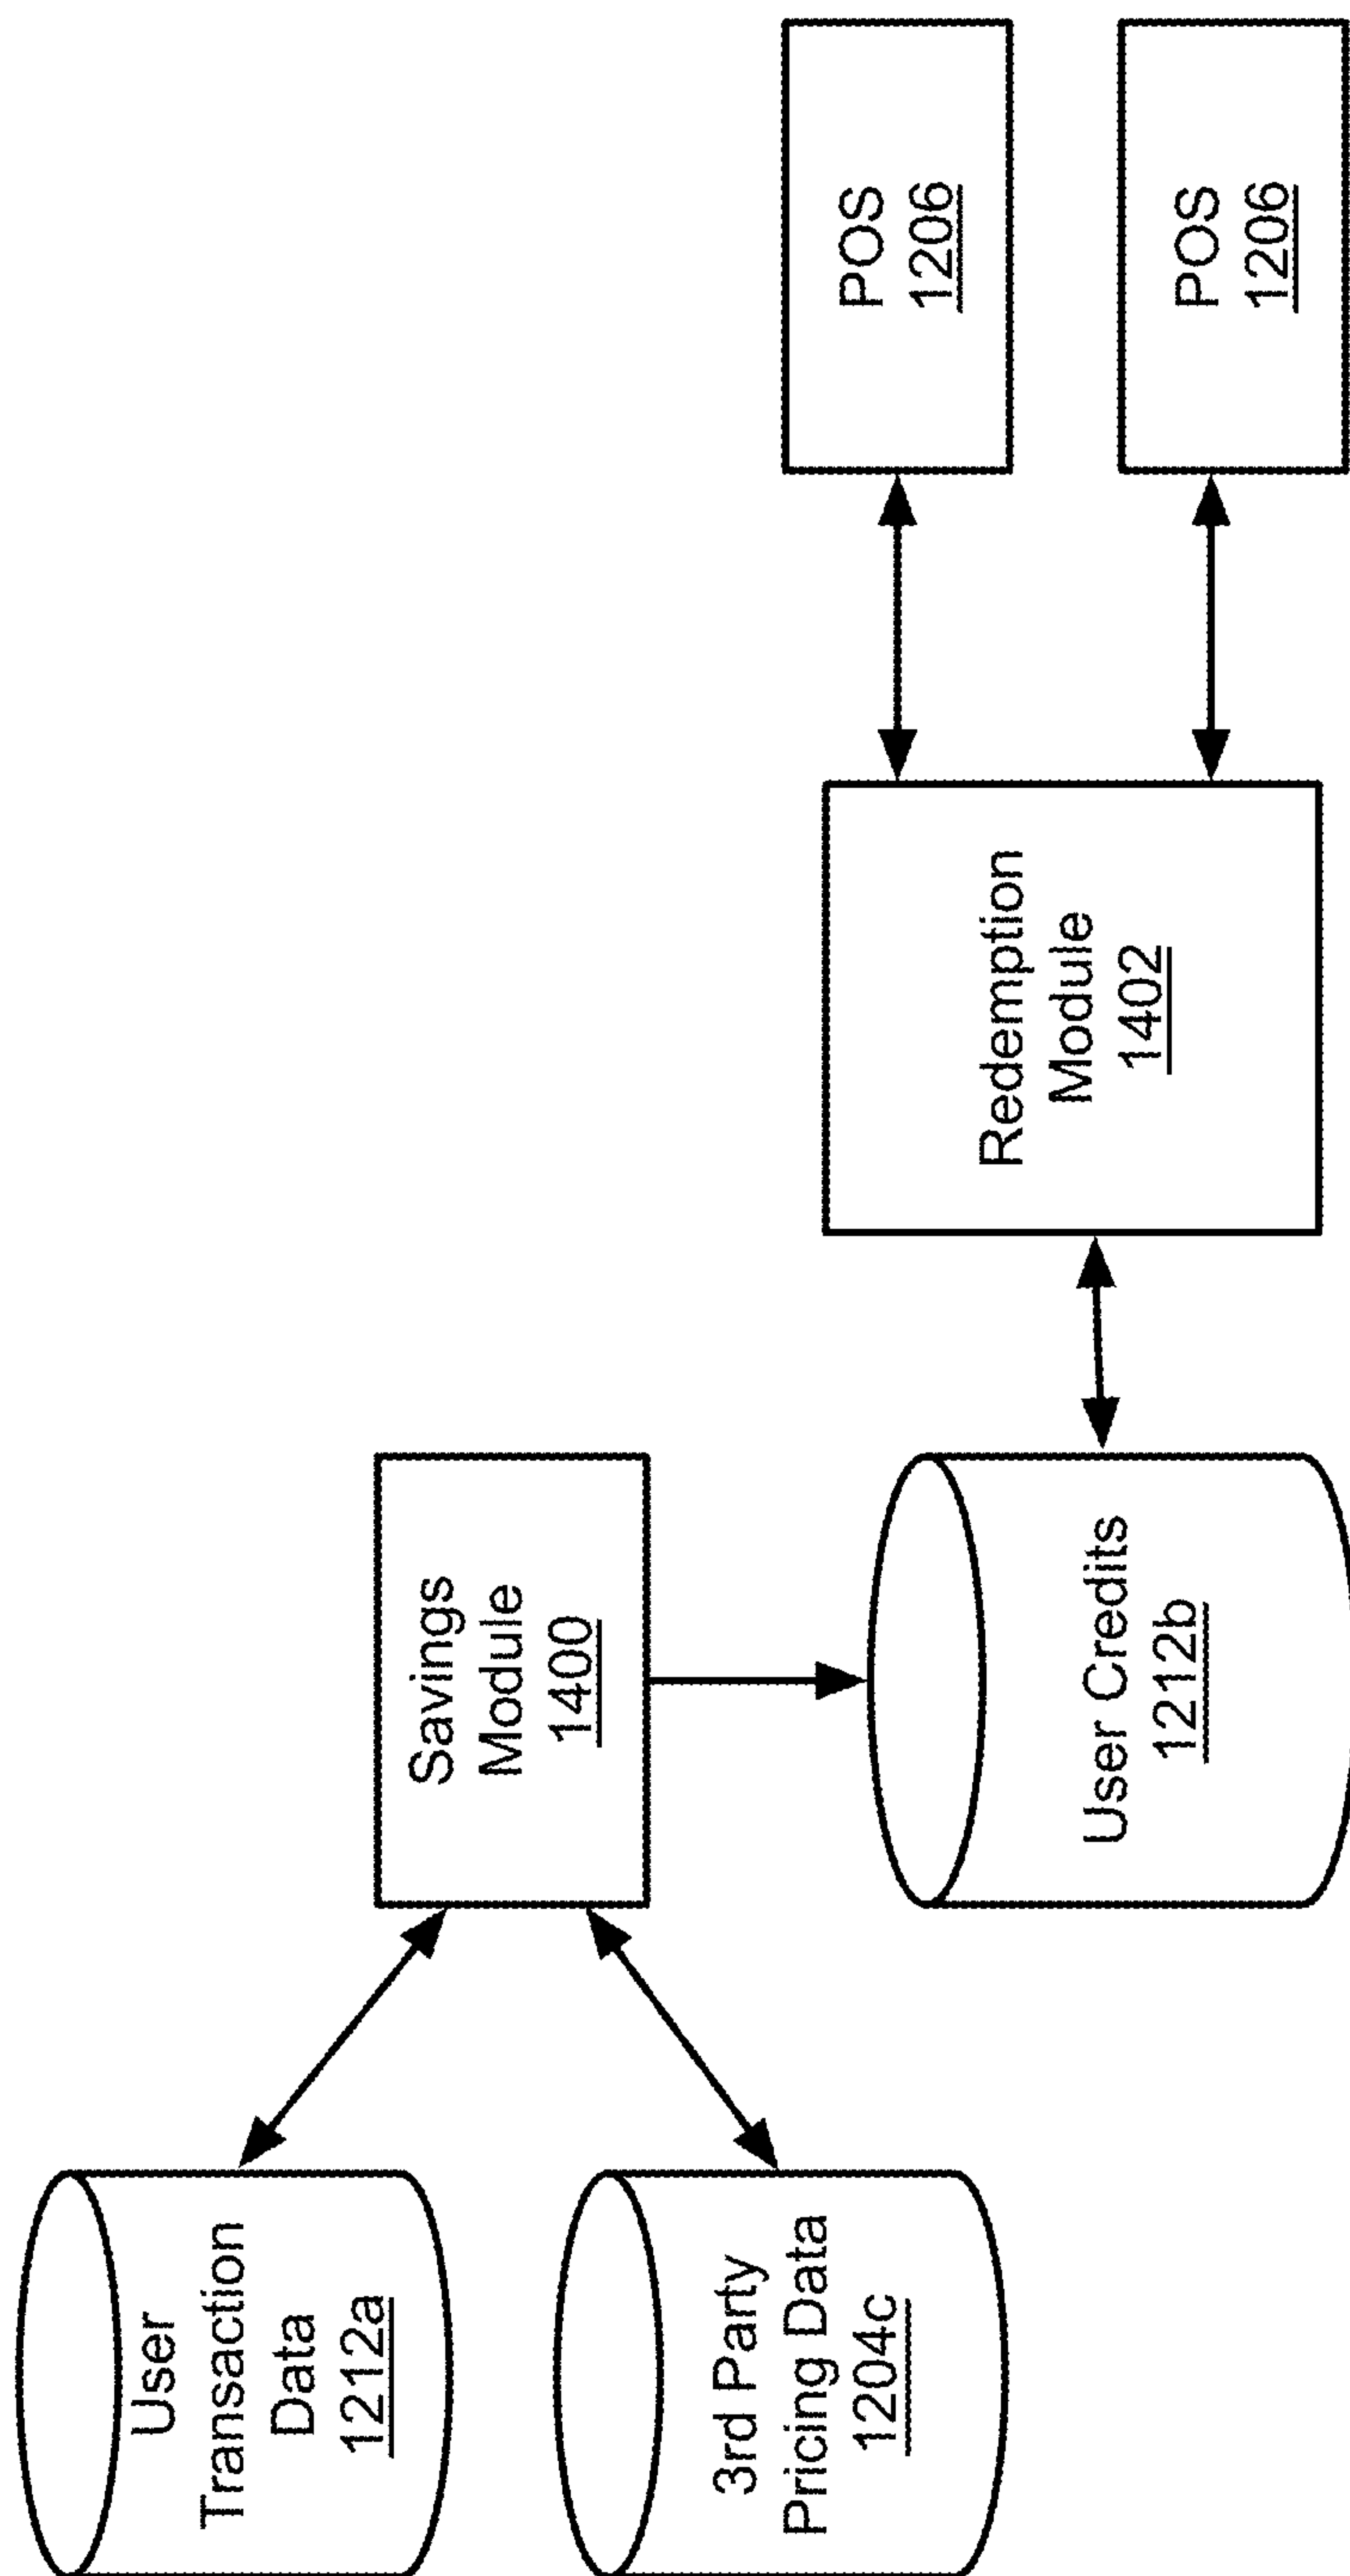 User
Transaction
Data
1212a
3rd Party
Pricing Data
1204c
Savings
Module
1400
User Credits
1212b
Redemption
Module
1402
POS
1206
POS
1206